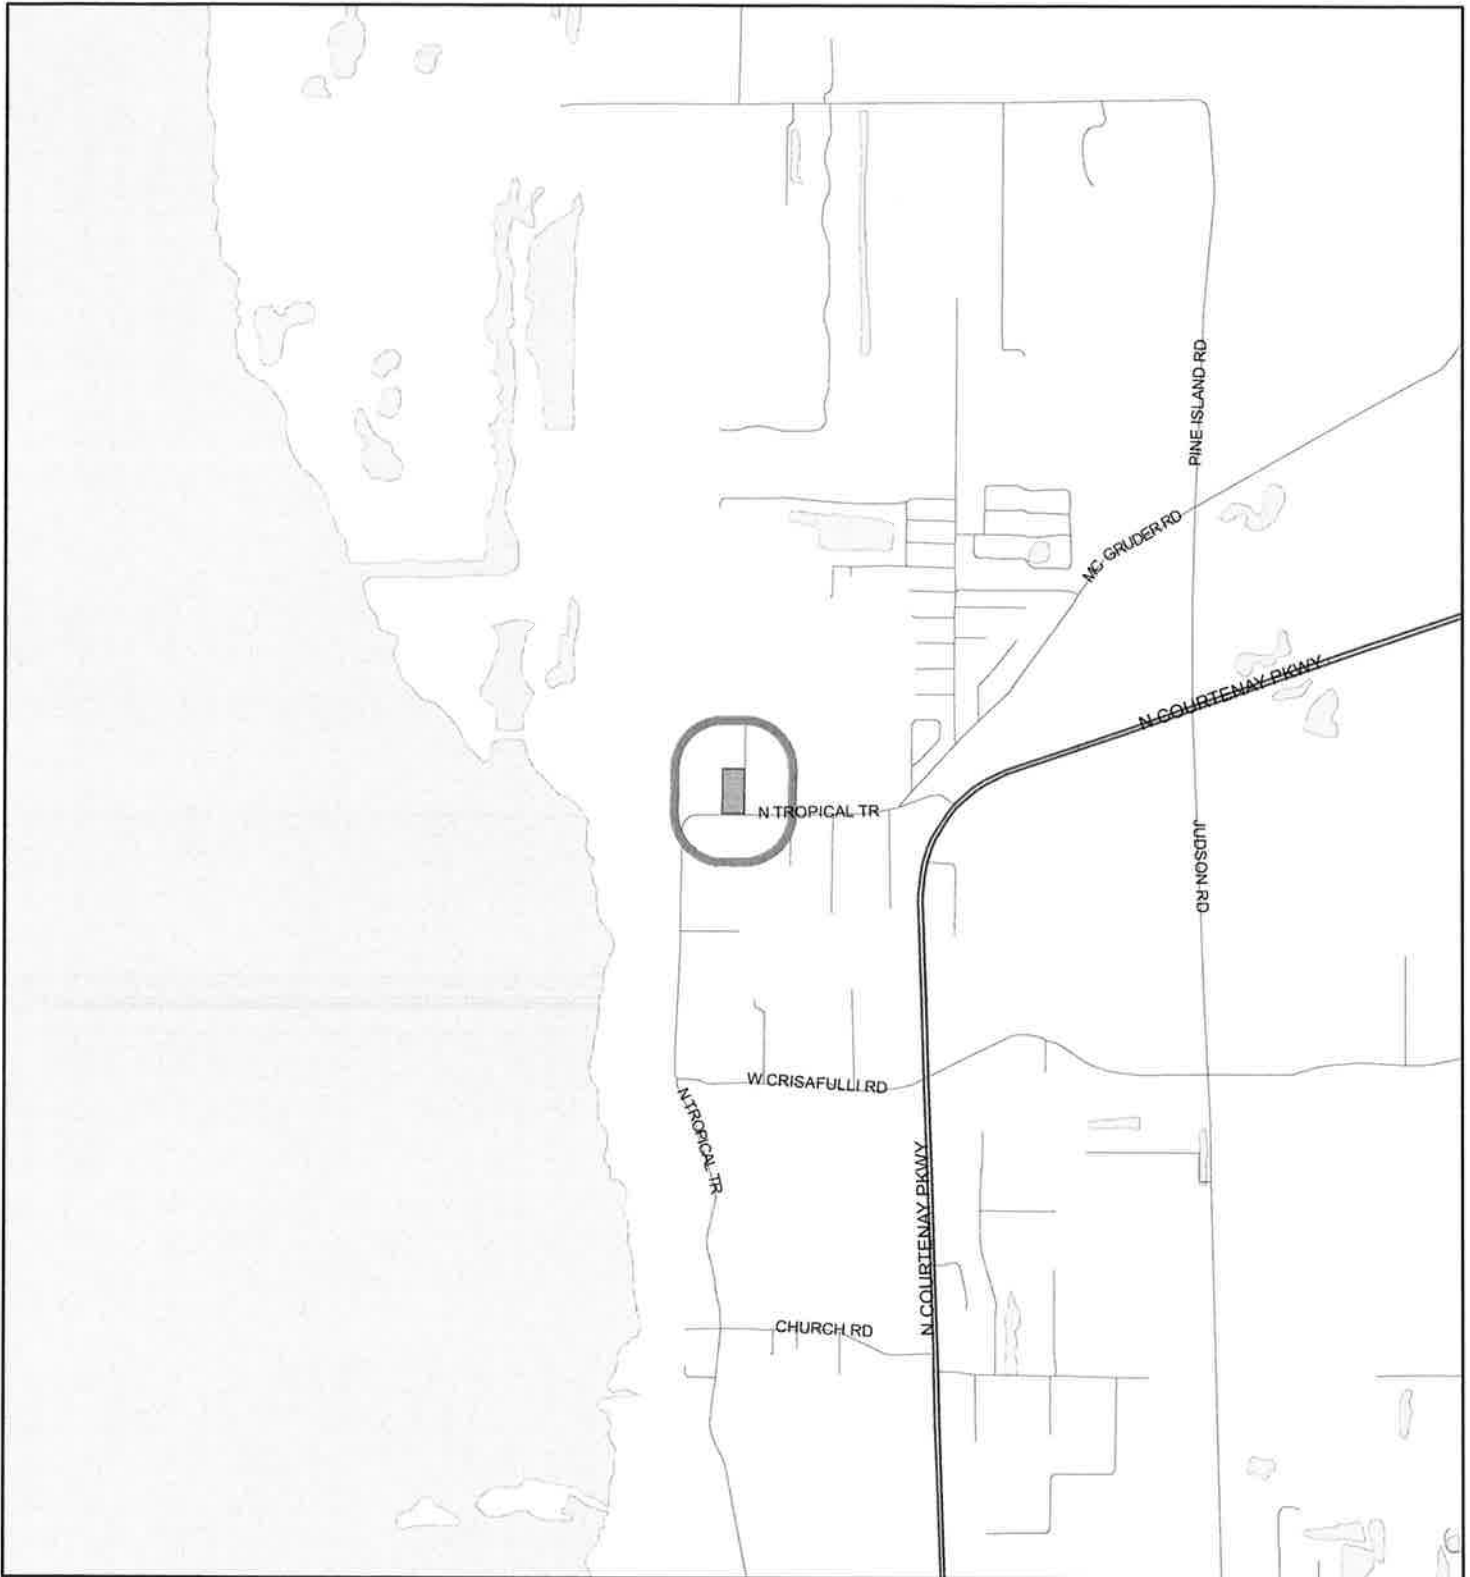 PINE ISLAND RD
MC GRUDER RD
N COURTENAY PKWY
N TROPICAL TR
JUDSON RD
W CRISAFULLI RD
N TROPICAL TR
N COURTENAY PKWY
CHURCH RD